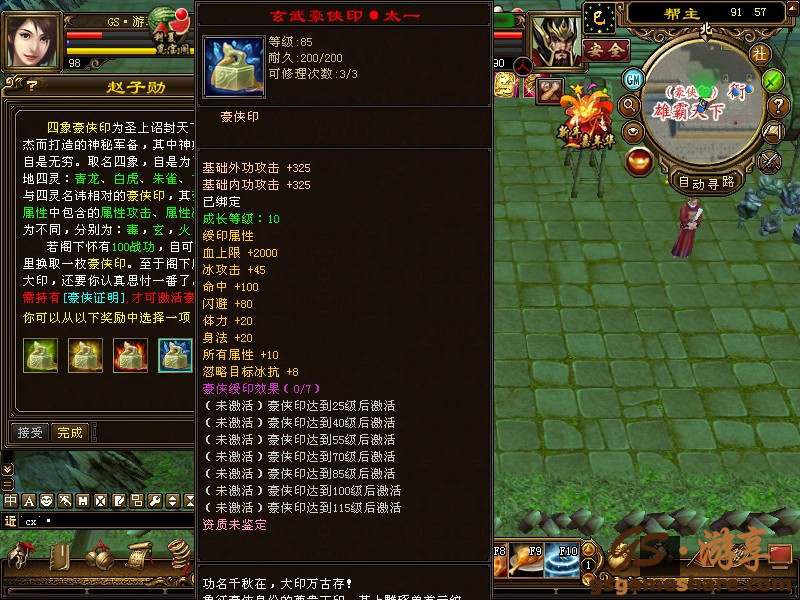 GS·游
98
赵子勋
四象豪侠印为圣上诏封天下
杰而打造的神秘军备，其中神
自是无穷。取名四象，自是为
地四灵：青龙、白虎、朱雀、
与四灵名讳相对的豪侠印，其
属性中包含的属性攻击、属性
为不同，分别为：毒，玄，火
若阁下怀有100战功，自可
里换取一枚豪侠印。至于阁下
大印，还要你认真思忖一番了
需持有[豪侠证明]，才可激活豪
你可以从以下奖励中选择一项
接受
完成
中 A
近 cx
玄武豪侠印●太一
等级:85
耐久:200/200
可修理次数:3/3
豪侠印
基础外功攻击 +325
基础内功攻击 +325
已绑定
成长等级：10
绶印属性
血上限 +2000
冰攻击 +45
命中 +100
闪避 +80
体力 +20
身法 +20
所有属性 +10
忽略目标冰抗 +8
豪侠绶印效果（0/7）
（未激活）豪侠印达到25级后激活
（未激活）豪侠印达到40级后激活
（未激活）豪侠印达到55级后激活
（未激活）豪侠印达到70级后激活
（未激活）豪侠印达到85级后激活
（未激活）豪侠印达到100级后激活
（未激活）豪侠印达到115级后激活
资质未鉴定
功名千秋在，大印万古存！
90
安全
帮主 91 57
北
社
GM
(豪侠
雄霸天下
自动寻路
F8
F9
F10
1
GS·游享